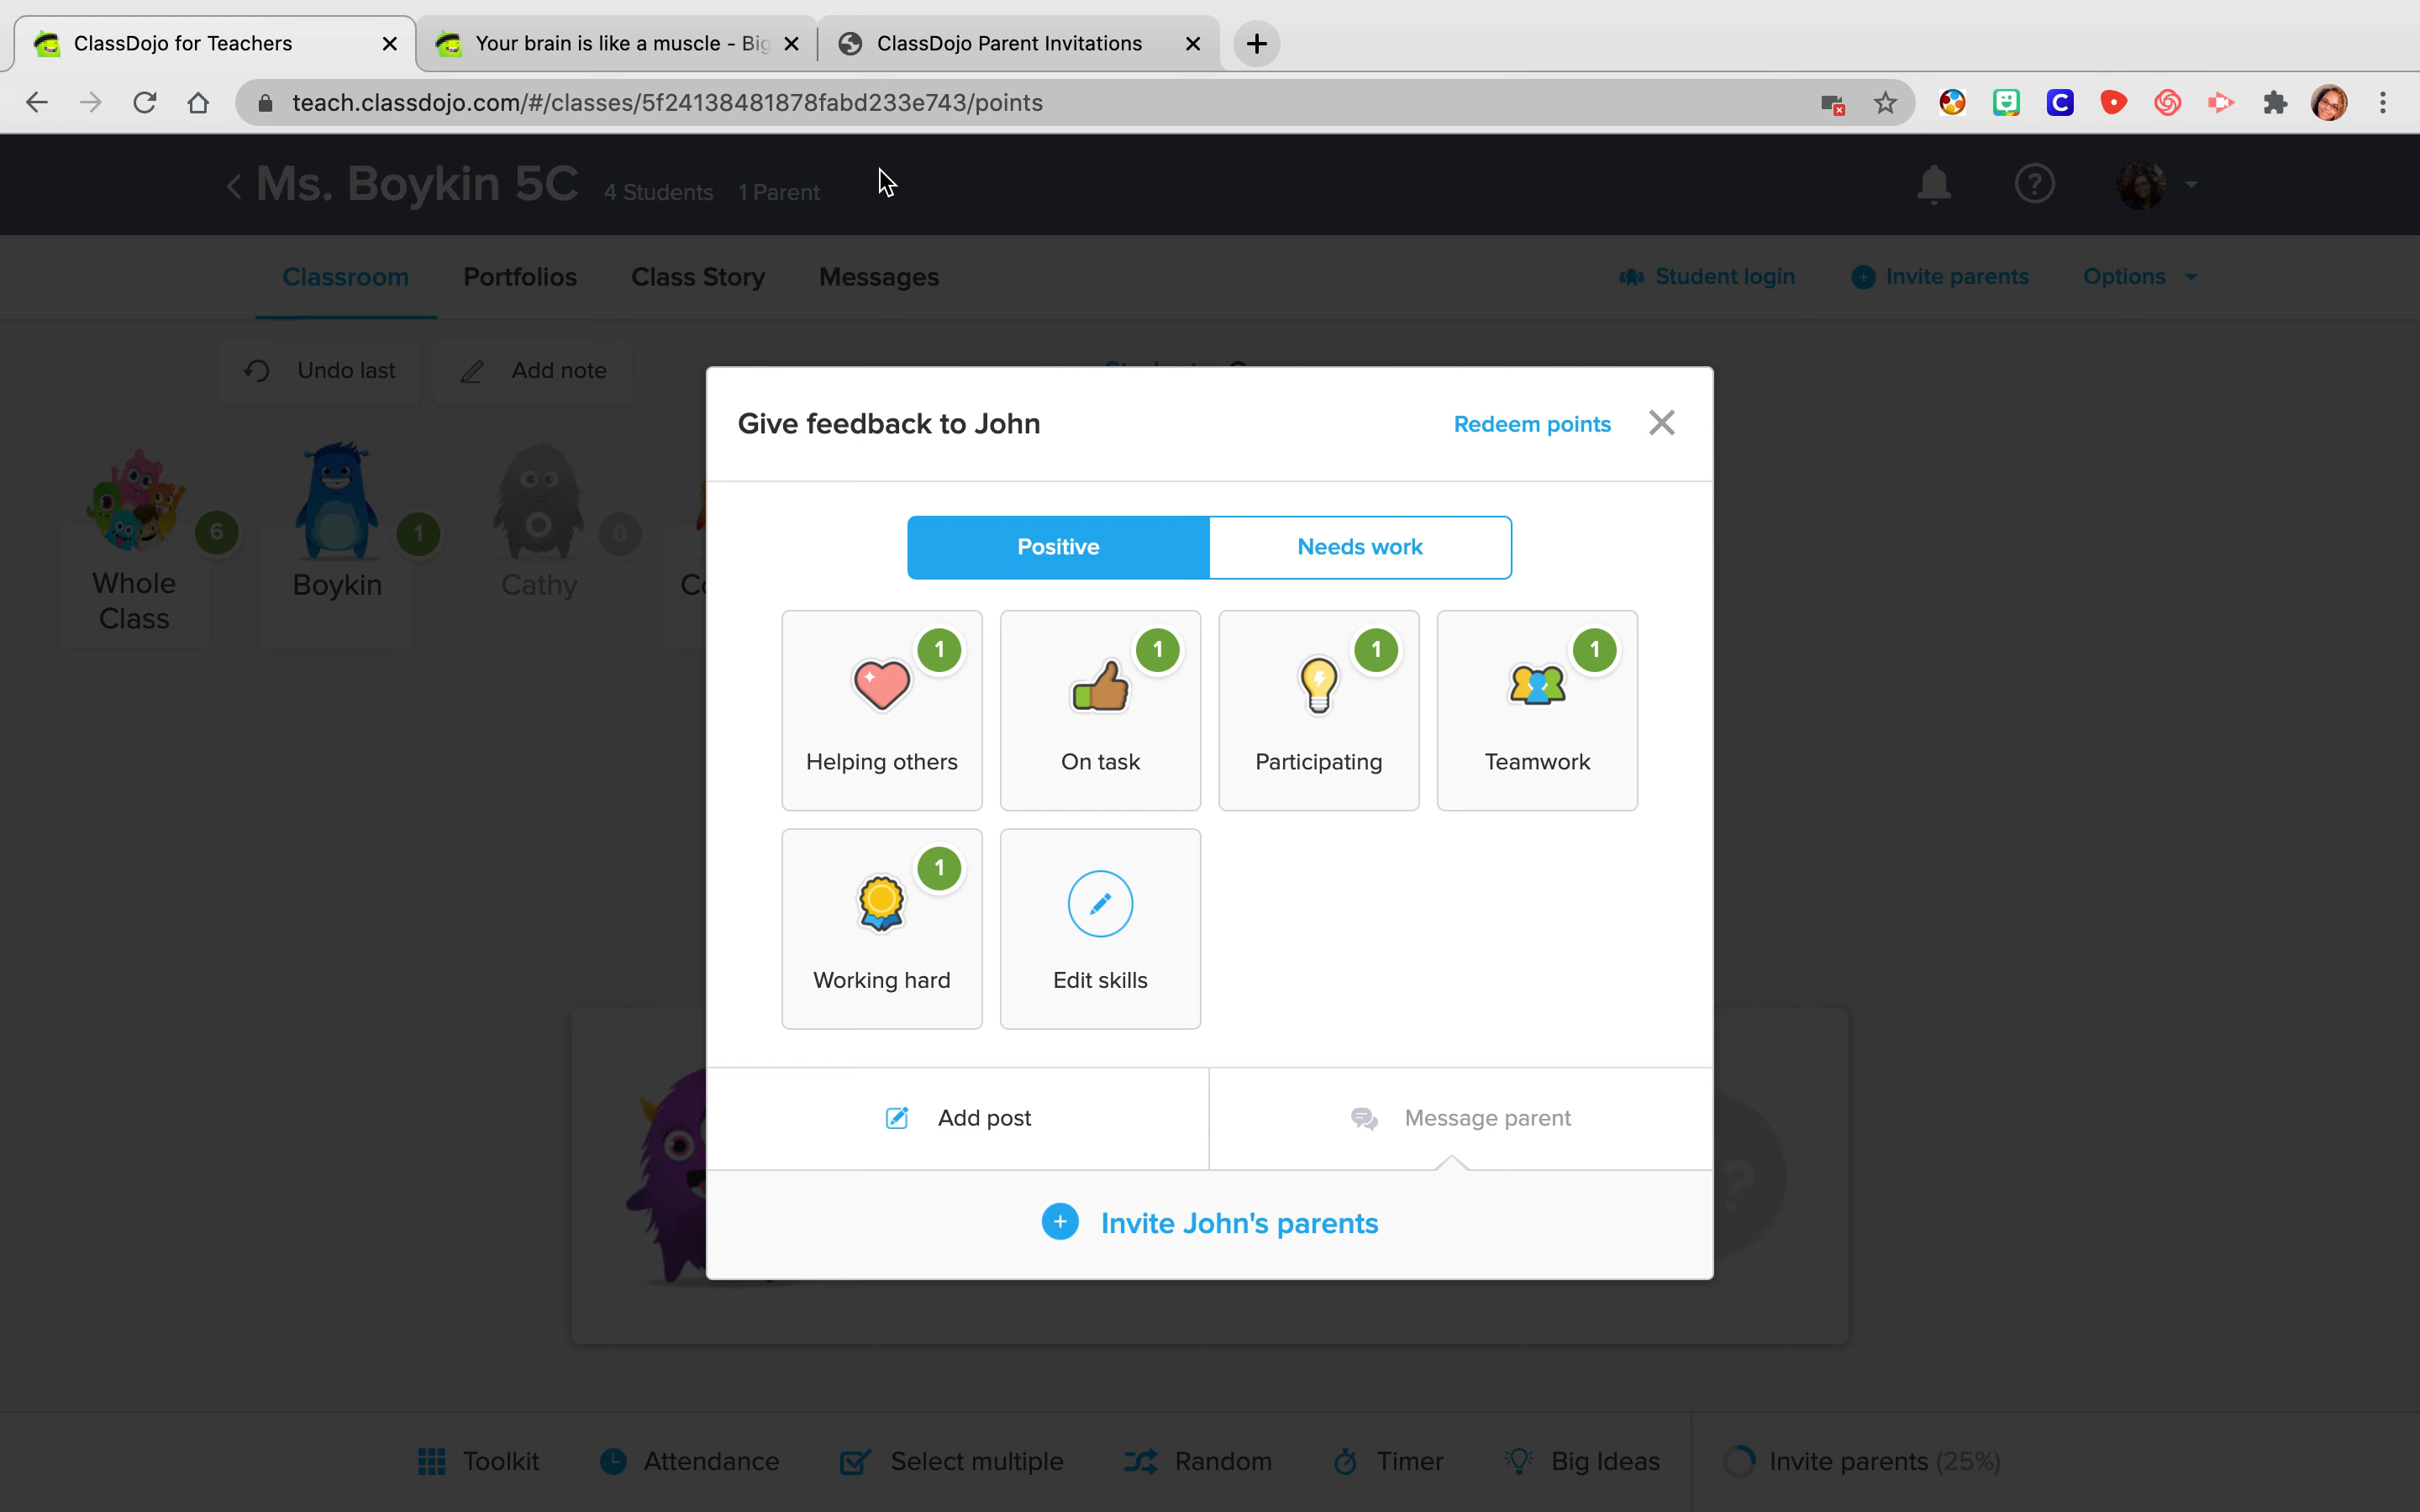 ClassDojo for Teachers
Your brain is like a muscle - Big
ClassDojo Parent Invitations
teach.classdojo.com/#/classes/5f24138481878fabd233e743/points
Ms. Boykin 5C 4 Students 1 Parent
Classroom Portfolios Class Story Messages Student login Invite parents Options
Undo last Add note
Give feedback to John Redeem points
Positive Needs work
6 1 0
Whole Class
Boykin
Cathy
1 1 1 1
Helping others On task Participating Teamwork
1
Working hard Edit skills
Add post Message parent
?
Invite John's parents
Toolkit Attendance Select multiple Random Timer Big Ideas Invite parents (25%)